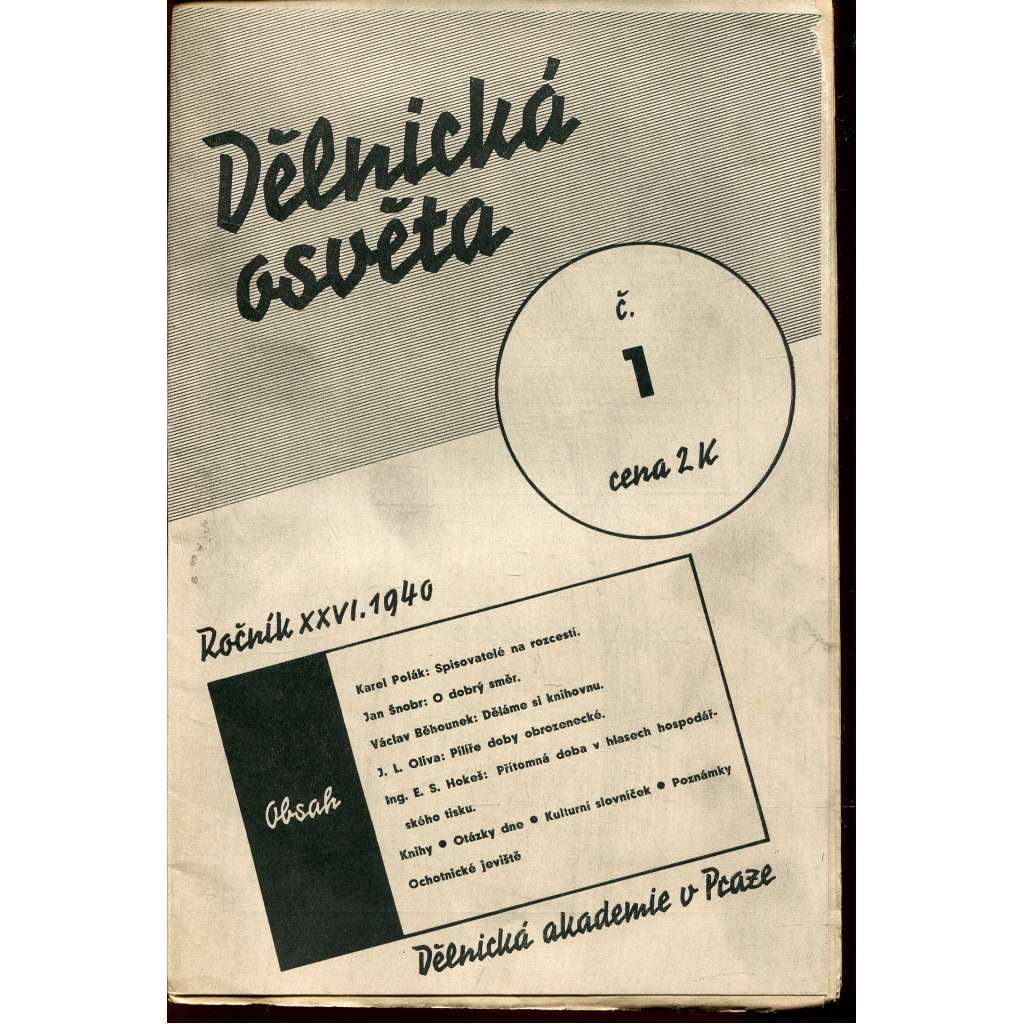 Dělnická
osvěta
č.
1
cena 2 K
Ročník XXVI. 1940
Obsah
Karel Polák: Spisovatelé na rozcestí.
Jan Šnobr: O dobrý směr.
Václav Běhounek: Děláme si knihovnu.
J. L. Oliva: Pilíře doby obrozenecké.
Ing. E. S. Hokeš: Přítomná doba v hlasech hospodář-
ského tisku.
Knihy ● Otázky dne ● Kulturní slovníček ● Poznámky
Ochotnické jeviště
Dělnická akademie v Praze